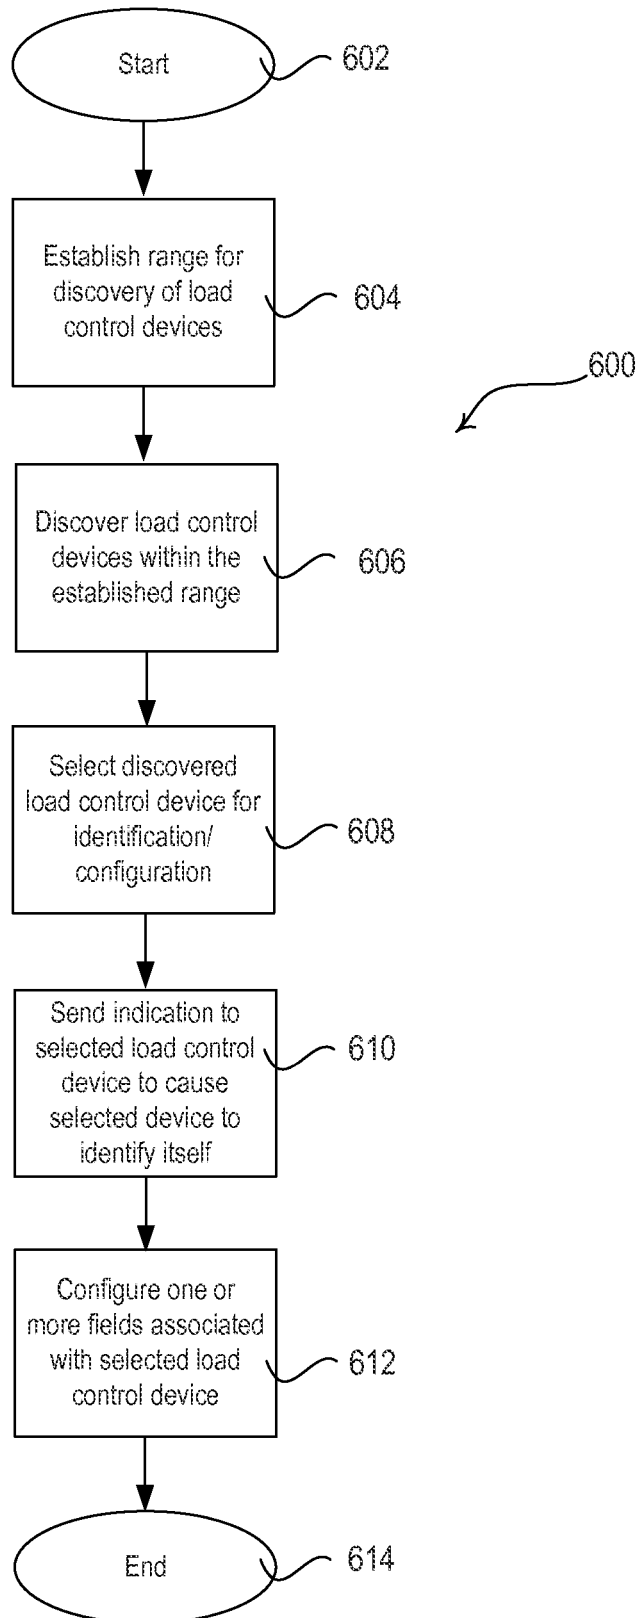 Start
602
Establish range for
discovery of load
control devices
604
600
Discover load control
devices within the
established range
606
Select discovered
load control device for
identification/
configuration
608
Send indication to
selected load control
device to cause
selected device to
identify itself
610
Configure one or
more fields associated
with selected load
control device
612
End
614